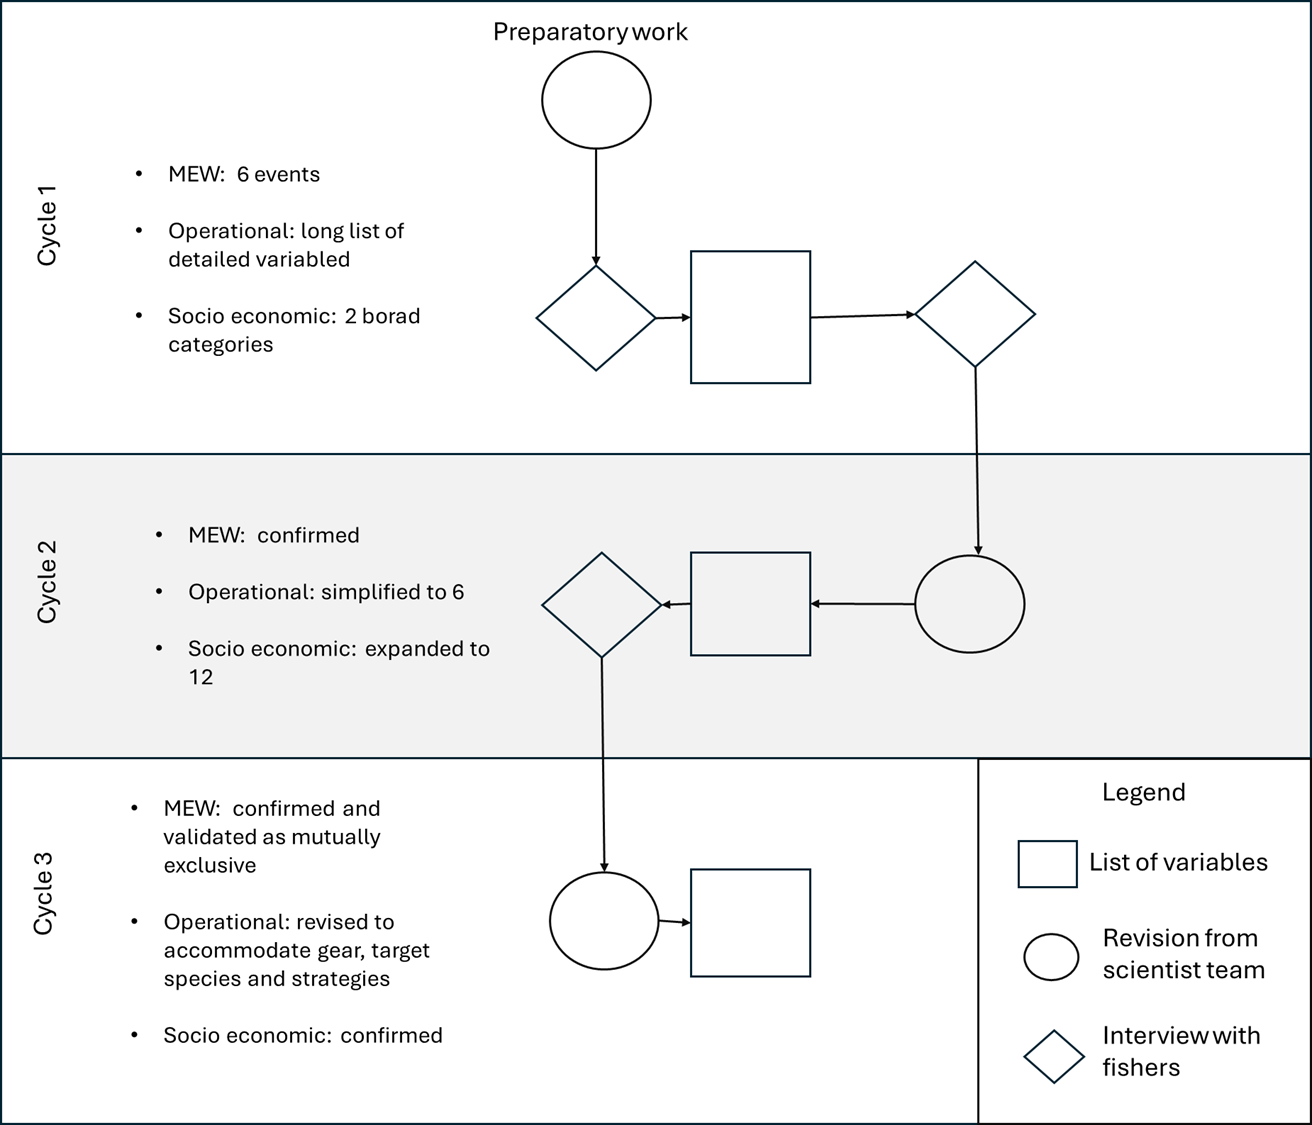 Preparatory work
Cycle 1
• MEW:  6 events
• Operational: long list of
detailed variabled
• Socio economic: 2 borad
categories
Cycle 2
• MEW:  confirmed
• Operational: simplified to 6
• Socio economic: expanded to
12
Cycle 3
• MEW:  confirmed and
validated as mutually
exclusive
• Operational: revised to
accommodate gear, target
species and strategies
• Socio economic: confirmed
Legend
List of variables
Revision from
scientist team
Interview with
fishers